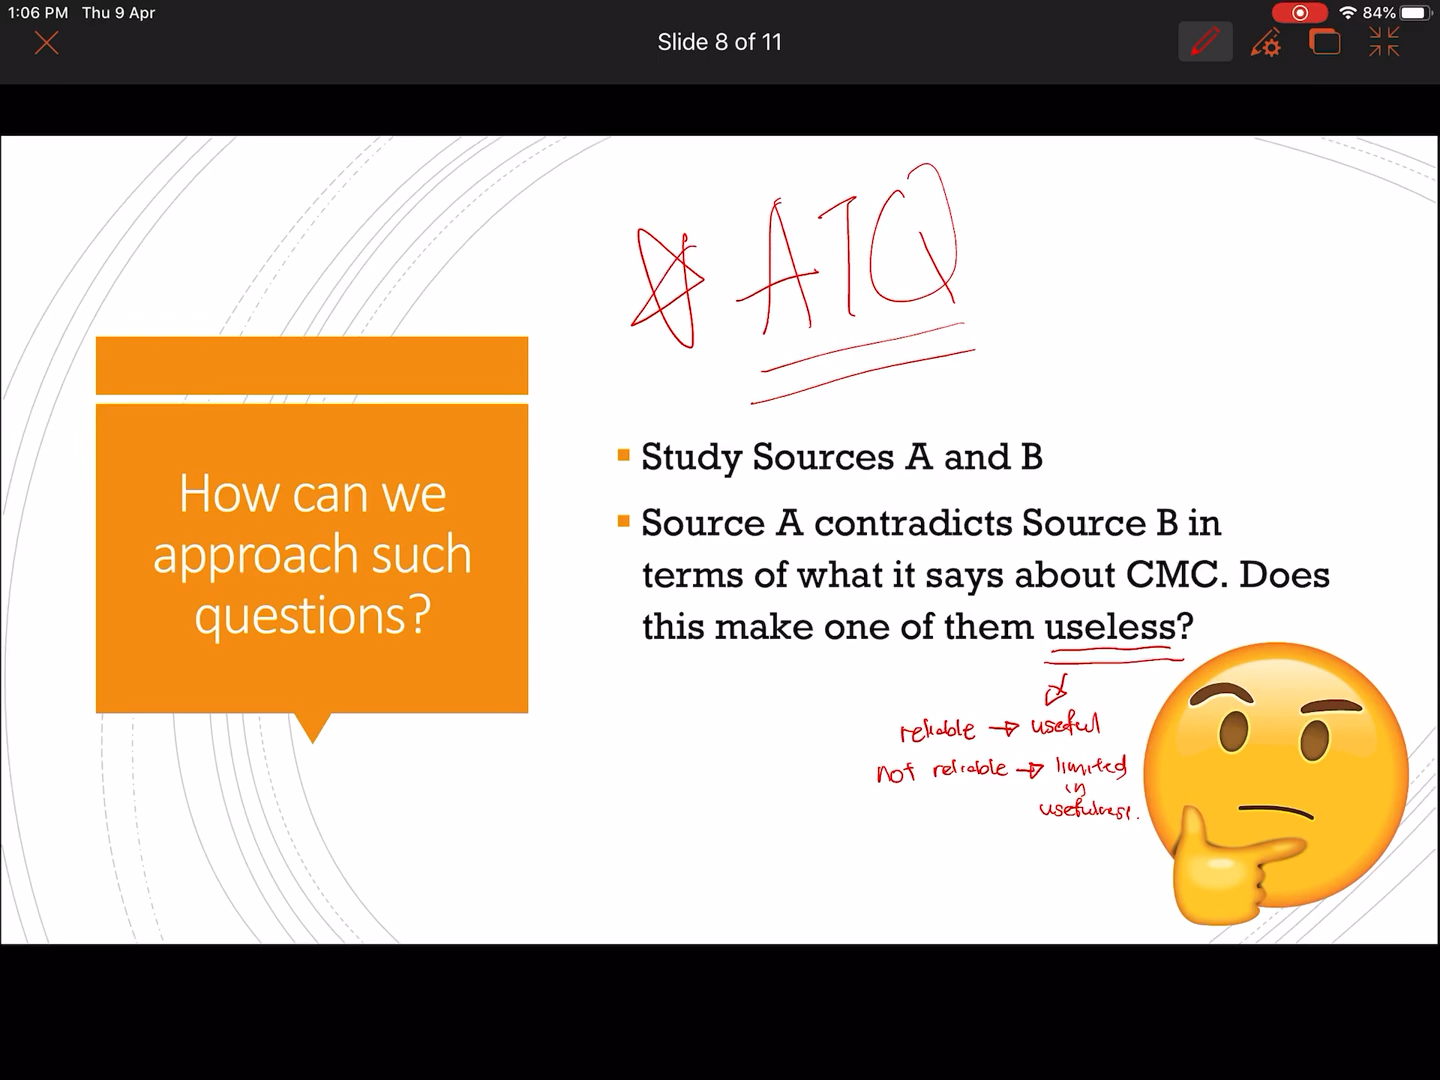 1:06 PM Thu 9 Apr
84%
Slide 8 of 11
ATQ
How can we
approach such
questions?
Study Sources A and B
Source A contradicts Source B in
terms of what it says about CMC. Does
this make one of them useless?
reliable → useful
not reliable → limited
in
usefulness.